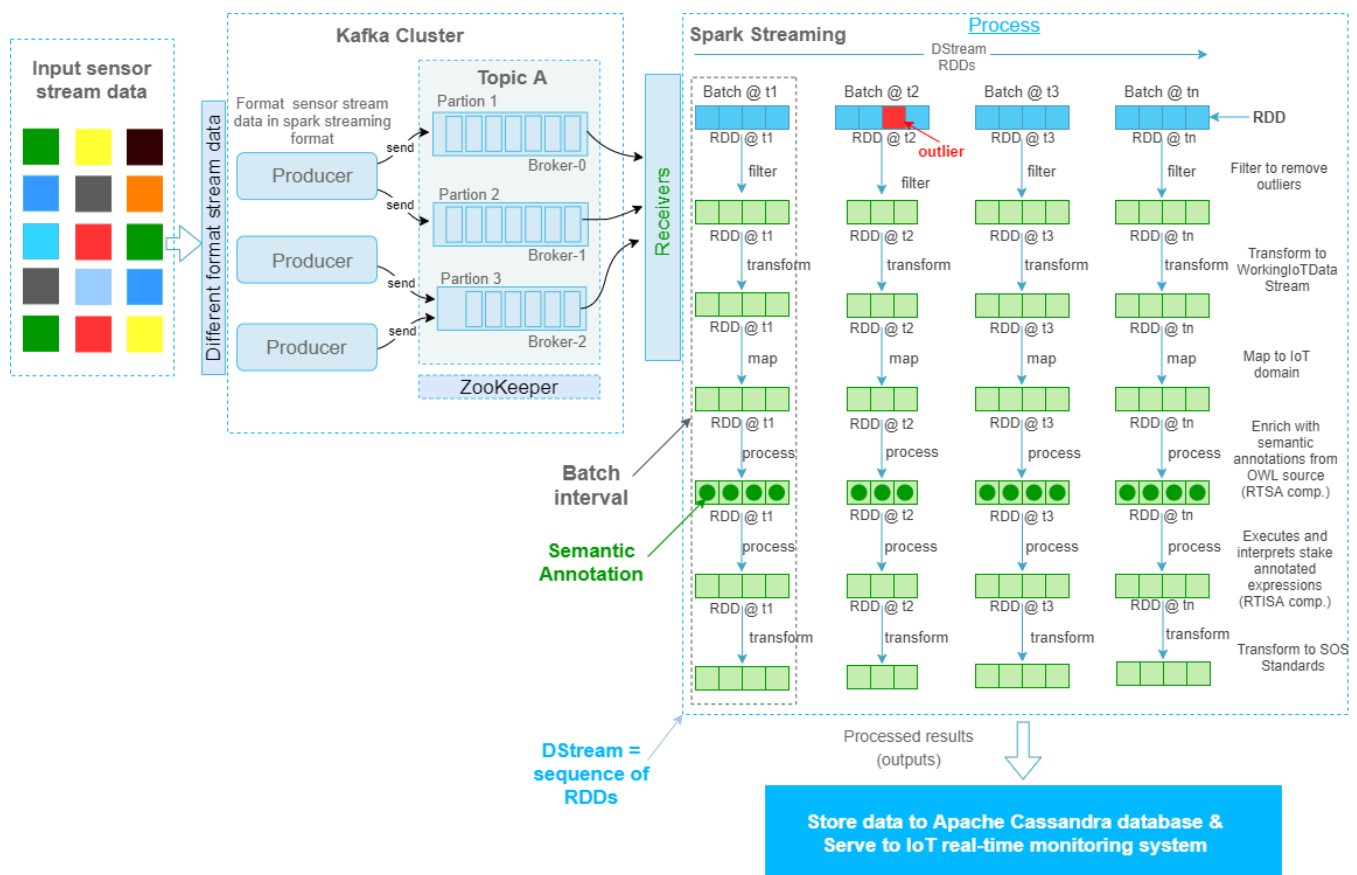 Input sensor
stream data
Different format stream data
Kafka Cluster
Format sensor stream
data in spark streaming
format
Producer
Producer
Producer
send
send
send
send
Topic A
Partion 1
Broker-0
Partion 2
Broker-1
Partion 3
Broker-2
ZooKeeper
Receivers
Spark Streaming
Process
DStream
RDDs
Batch @ t1
Batch @ t2
Batch @ t3
Batch @ tn
RDD
RDD @ t1
RDD @ t2
RDD @ t3
RDD @ tn
outlier
filter
filter
filter
filter
Filter to remove
outliers
RDD @ t1
RDD @ t2
RDD @ t3
RDD @ tn
transform
transform
transform
transform
Transform to
WorkingIoTData
Stream
RDD @ t1
RDD @ t2
RDD @ t3
RDD @ tn
map
map
map
map
Map to IoT
domain
RDD @ t1
RDD @ t2
RDD @ t3
RDD @ tn
process
process
process
process
Enrich with
semantic
annotations from
OWL source
(RTSA comp.)
RDD @ t1
RDD @ t2
RDD @ t3
RDD @ tn
process
process
process
process
Executes and
interprets stake
annotated
expressions
(RTISA comp.)
RDD @ t1
RDD @ t2
RDD @ t3
RDD @ tn
transform
transform
transform
transform
Transform to SOS
Standards
Batch
interval
Semantic
Annotation
DStream =
sequence of
RDDs
Processed results
(outputs)
Store data to Apache Cassandra database &
Serve to IoT real-time monitoring system